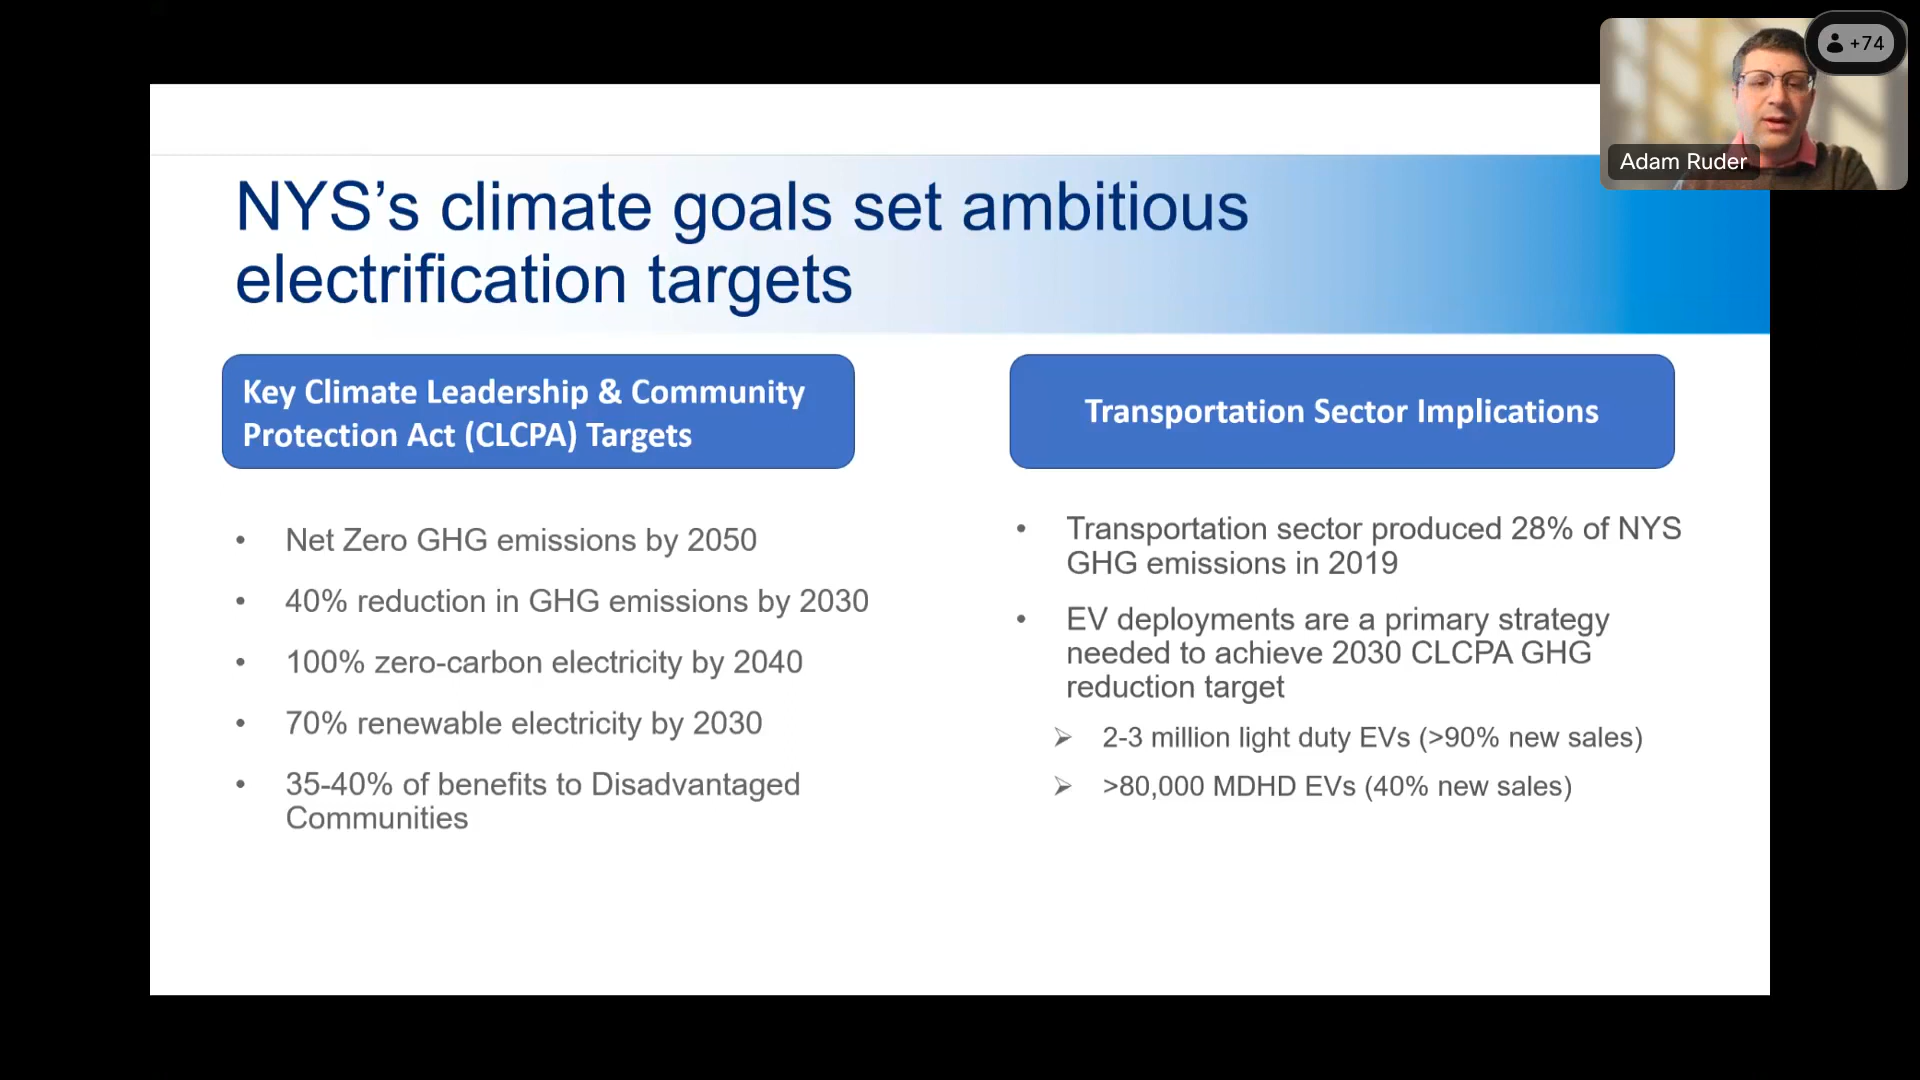 +74
Adam Ruder
NYS’s climate goals set ambitious
electrification targets
Key Climate Leadership & Community
Protection Act (CLCPA) Targets
• Net Zero GHG emissions by 2050
• 40% reduction in GHG emissions by 2030
• 100% zero-carbon electricity by 2040
• 70% renewable electricity by 2030
• 35-40% of benefits to Disadvantaged
Communities
Transportation Sector Implications
• Transportation sector produced 28% of NYS
GHG emissions in 2019
• EV deployments are a primary strategy
needed to achieve 2030 CLCPA GHG
reduction target
➢ 2-3 million light duty EVs (>90% new sales)
➢ >80,000 MDHD EVs (40% new sales)